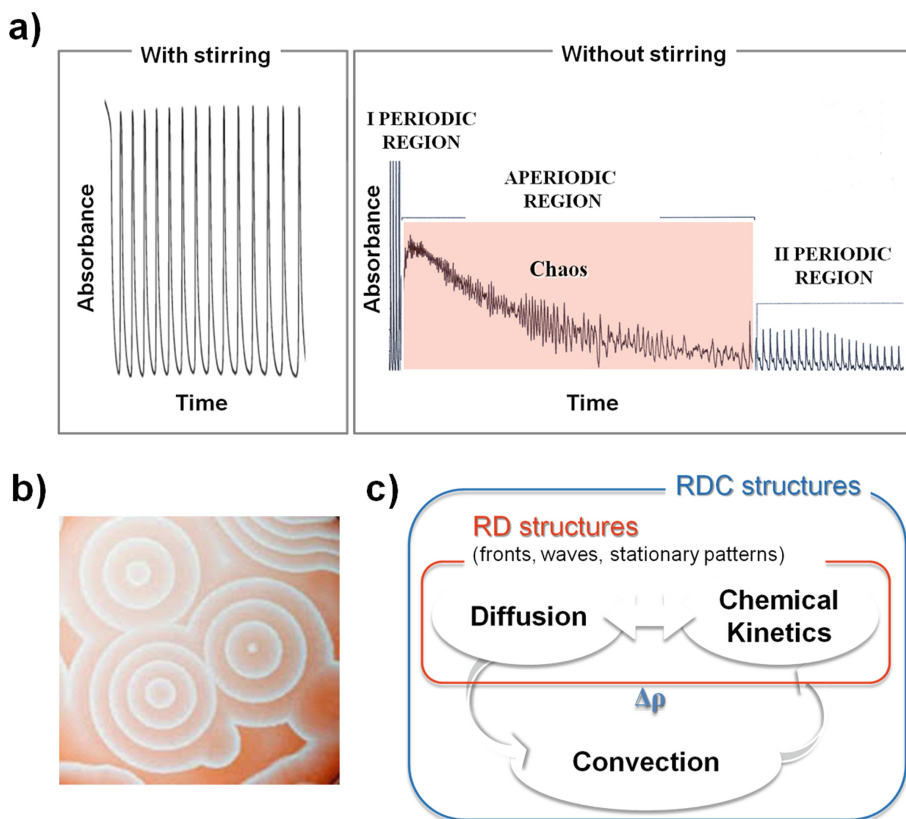 a)
With stirring
Absorbance
Time
Without stirring
I PERIODIC
REGION
APERIODIC
REGION
Chaos
II PERIODIC
REGION
Absorbance
Time
b)
c)
RDC structures
RD structures
(fronts, waves, stationary patterns)
Diffusion
Chemical
Kinetics
Δρ
Convection